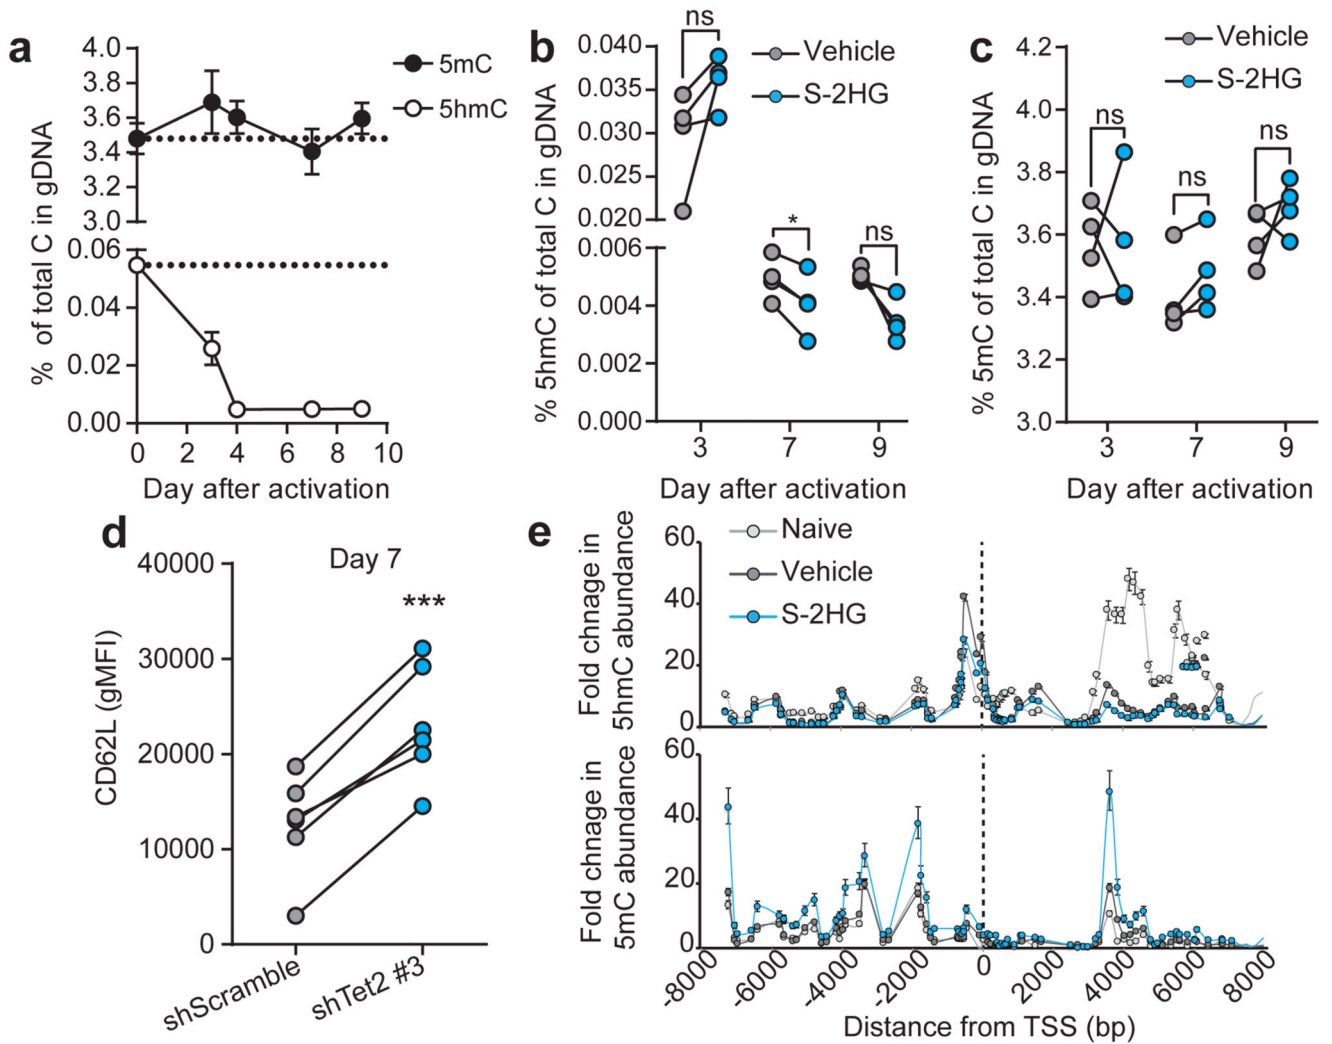 a
4.0
3.8
3.6
3.4
3.2
3.0
0.06
0.04
0.02
0.00
% of total C in gDNA
0 2 4 6 8 10
Day after activation
5mC
5hmC
b
0.040
0.035
0.030
0.025
0.020
0.006
0.004
0.002
0.000
% 5hmC of total C in gDNA
ns
*
ns
Vehicle
S-2HG
3 7 9
Day after activation
c
4.2
4.0
3.8
3.6
3.4
3.2
3.0
% 5mC of total C in gDNA
Vehicle
S-2HG
ns
ns
ns
3 7 9
Day after activation
d
Day 7
***
40000
30000
20000
10000
0
CD62L (gMFI)
shScramble
shTet2 #3
e
Fold chnage in
5hmC abundance
60
40
20
0
Naive
Vehicle
S-2HG
Fold chnage in
5mC abundance
60
40
20
0
-8000 -6000 -4000 -2000 0 2000 4000 6000 8000
Distance from TSS (bp)